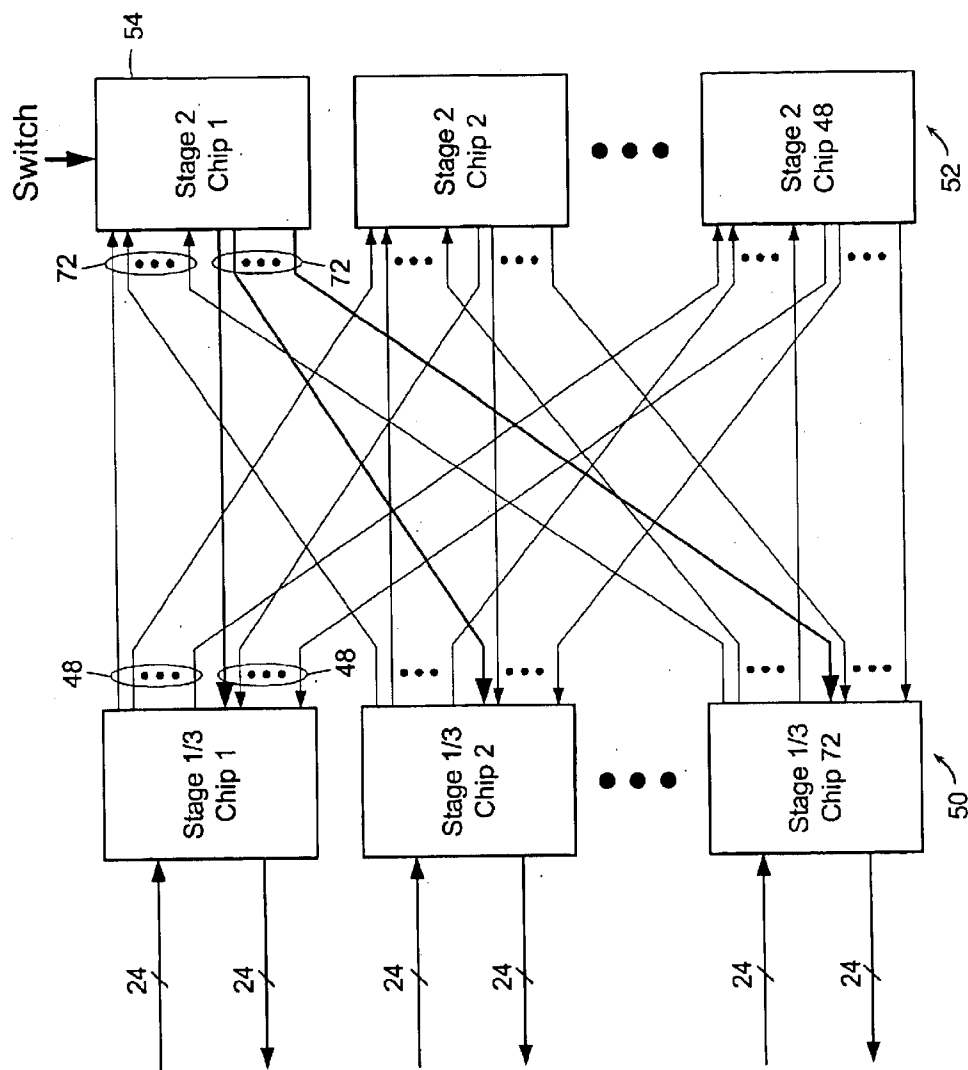 Switch
54
Stage 2
Chip 1
Stage 2
Chip 2
Stage 2
Chip 48
52
72
72
48
48
Stage 1/3
Chip 1
Stage 1/3
Chip 2
Stage 1/3
Chip 72
50
24
24
24
24
24
24